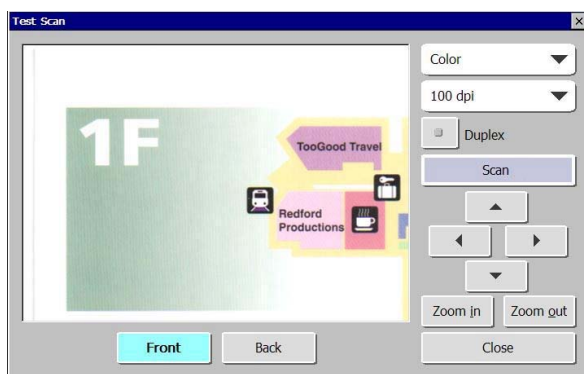 Test Scan
Color
100 dpi
Duplex
Scan
1F
TooGood Travel
Redford
Productions
Zoom in
Zoom out
Front
Back
Close